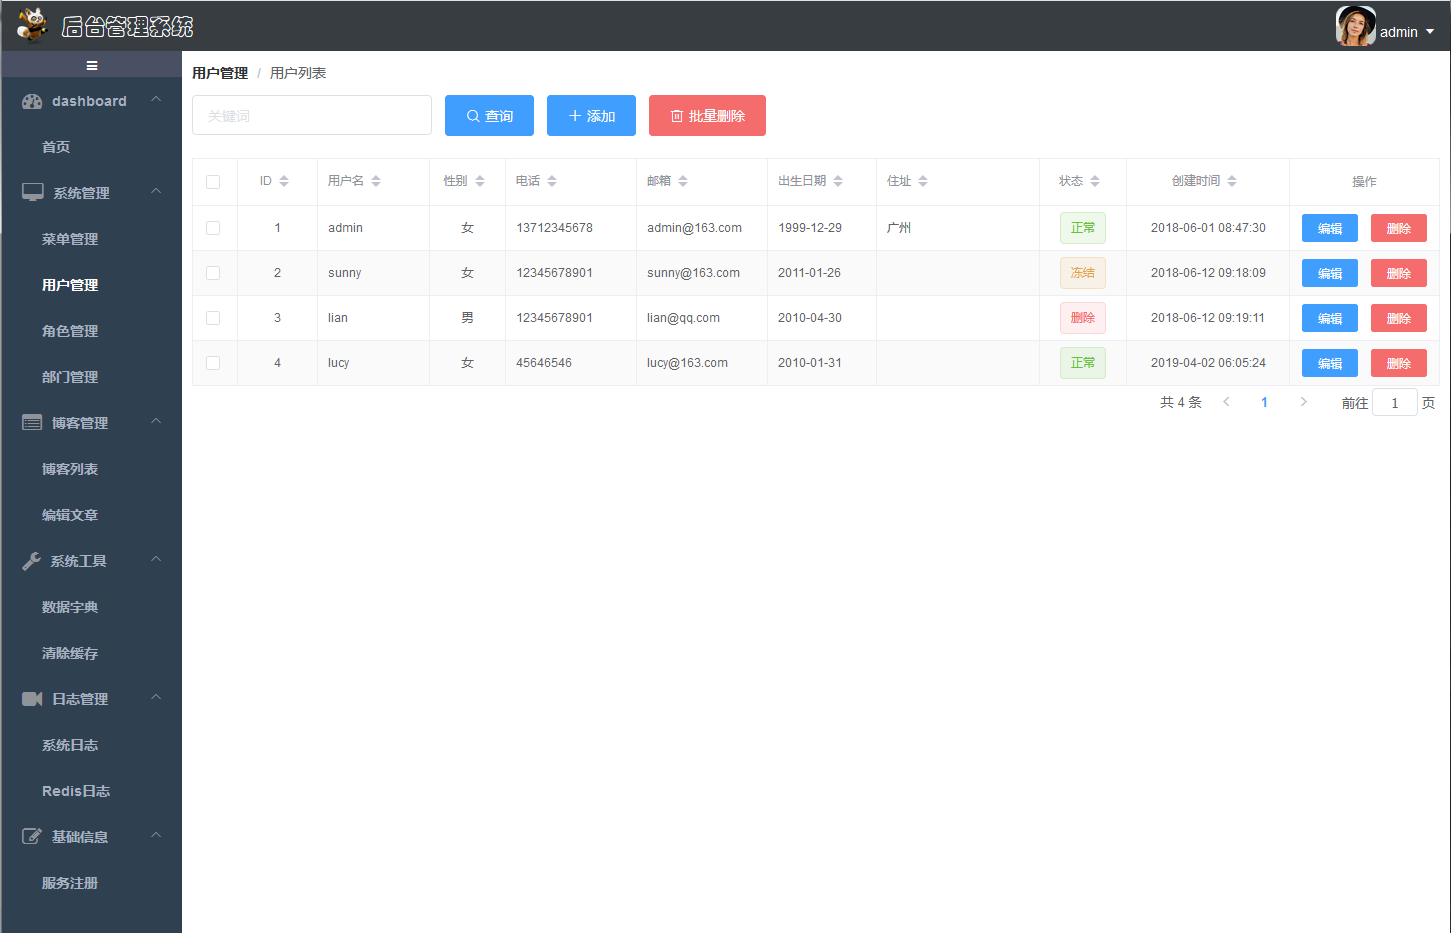 后台管理系统
admin
dashboard
首页
系统管理
菜单管理
用户管理
角色管理
部门管理
博客管理
博客列表
编辑文章
系统工具
数据字典
清除缓存
日志管理
系统日志
Redis日志
基础信息
服务注册
用户管理 / 用户列表
关键词 查询 添加 批量删除
ID 用户名 性别 电话 邮箱 出生日期 住址 状态 创建时间 操作
1 admin 女 13712345678 admin@163.com 1999-12-29 广州 正常 2018-06-01 08:47:30 编辑 删除
2 sunny 女 12345678901 sunny@163.com 2011-01-26 冻结 2018-06-12 09:18:09 编辑 删除
3 lian 男 12345678901 lian@qq.com 2010-04-30 删除 2018-06-12 09:19:11 编辑 删除
4 lucy 女 45646546 lucy@163.com 2010-01-31 正常 2019-04-02 06:05:24 编辑 删除
共 4 条 1 前往 1 页